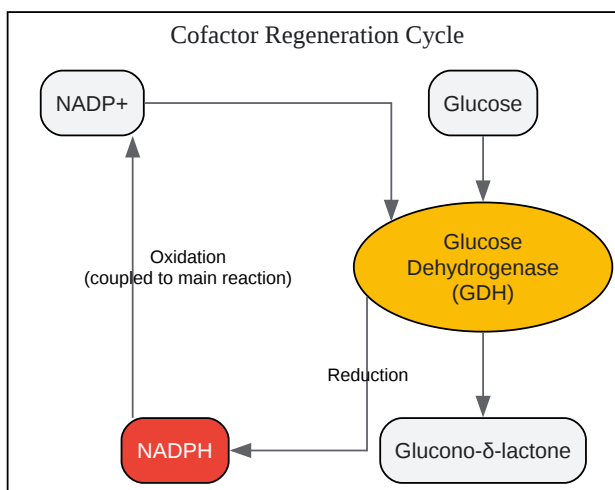 Cofactor Regeneration Cycle
NADP+
Glucose
Glucose
Dehydrogenase
(GDH)
Oxidation
(coupled to main reaction)
Reduction
NADPH
Glucono-δ-lactone